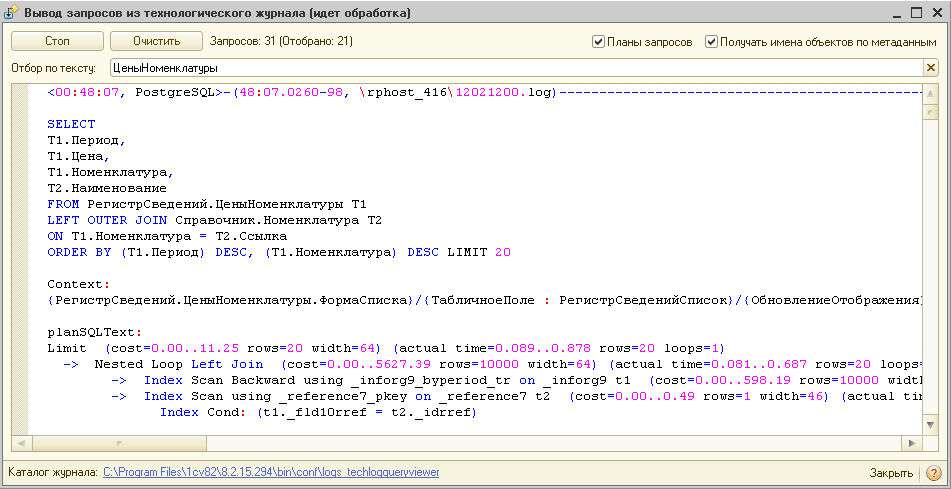 Вывод запросов из технологического журнала (идет обработка)
Стоп Очистить Запросов: 31 (Отобрано: 21) Планы запросов Получать имена объектов по метаданным
Отбор по тексту: ЦеныНоменклатуры
<00:48:07, PostgreSQL>-(48:07.0260-98, \rphost_416\12021200.log)----------------------------------------------
SELECT
T1.Период,
T1.Цена,
T1.Номенклатура,
T2.Наименование
FROM РегистрСведений.ЦеныНоменклатуры T1
LEFT OUTER JOIN Справочник.Номенклатура T2
ON T1.Номенклатура = T2.Ссылка
ORDER BY (T1.Период) DESC, (T1.Номенклатура) DESC LIMIT 20
Context:
{РегистрСведений.ЦеныНоменклатуры.ФормаСписка}/{ТабличноеПоле : РегистрСведенийСписок}/{ОбновлениеОтображения}
planSQLText:
Limit (cost=0.00..11.25 rows=20 width=64) (actual time=0.089..0.878 rows=20 loops=1)
-> Nested Loop Left Join (cost=0.00..5627.39 rows=10000 width=64) (actual time=0.081..0.687 rows=20 loops=
-> Index Scan Backward using _inforg9_byperiod_tr on _inforg9 t1 (cost=0.00..598.19 rows=10000 widt
-> Index Scan using _reference7_pkey on _reference7 t2 (cost=0.00..0.49 rows=1 width=46) (actual tim
Index Cond: (t1._fld10rref = t2._idrref)
Каталог журнала: C:\Program Files\1cv82\8.2.15.294\bin\conf\logs_techlogqueryviewer Закрыть ?